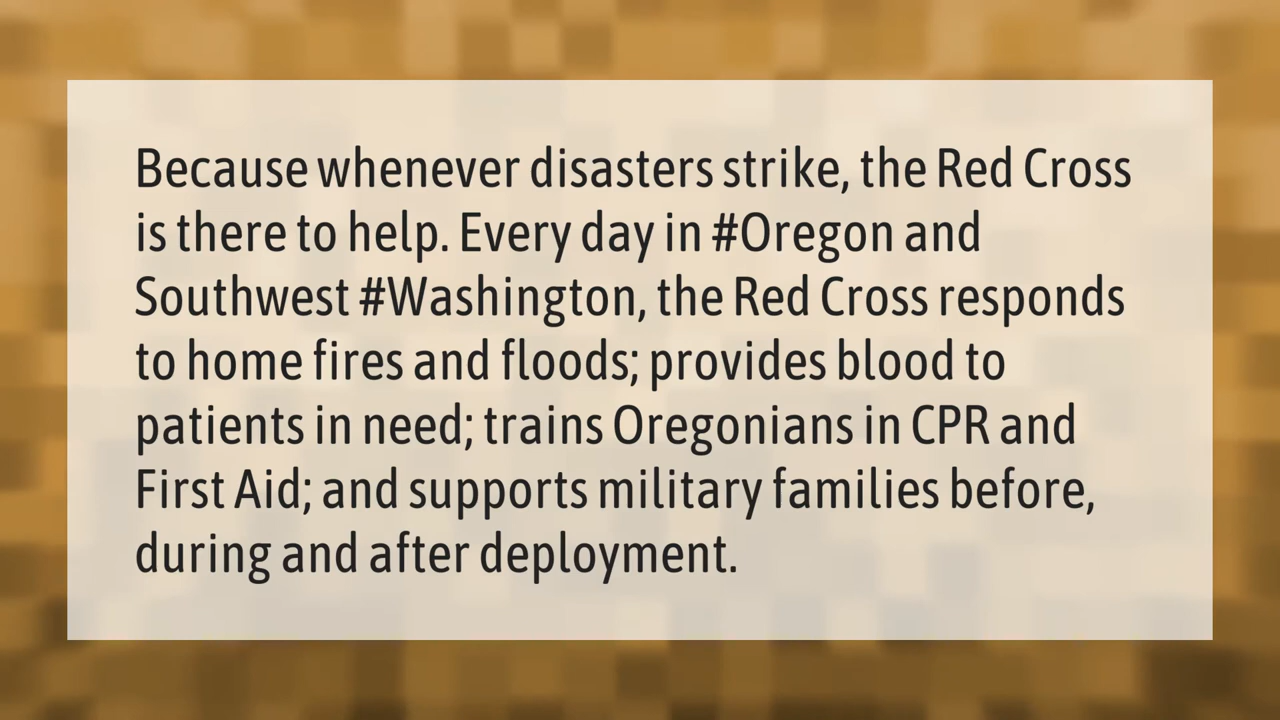 Because whenever disasters strike, the Red Cross
is there to help. Every day in #Oregon and
Southwest #Washington, the Red Cross responds
to home fires and floods; provides blood to
patients in need; trains Oregonians in CPR and
First Aid; and supports military families before,
during and after deployment.